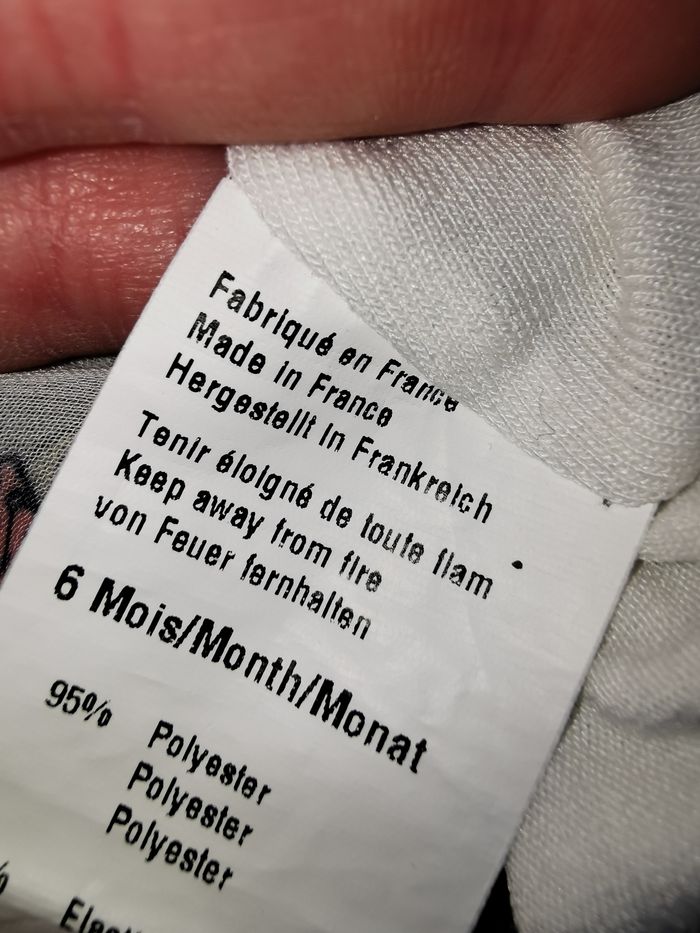 Fabriqué en France
Made in France
Hergestellt in Frankreich
Tenir éloigné de toute flam
Keep away from fire
von Feuer fernhalten
6 Mois/Month/Monat
95% Polyester
Polyester
Polyester